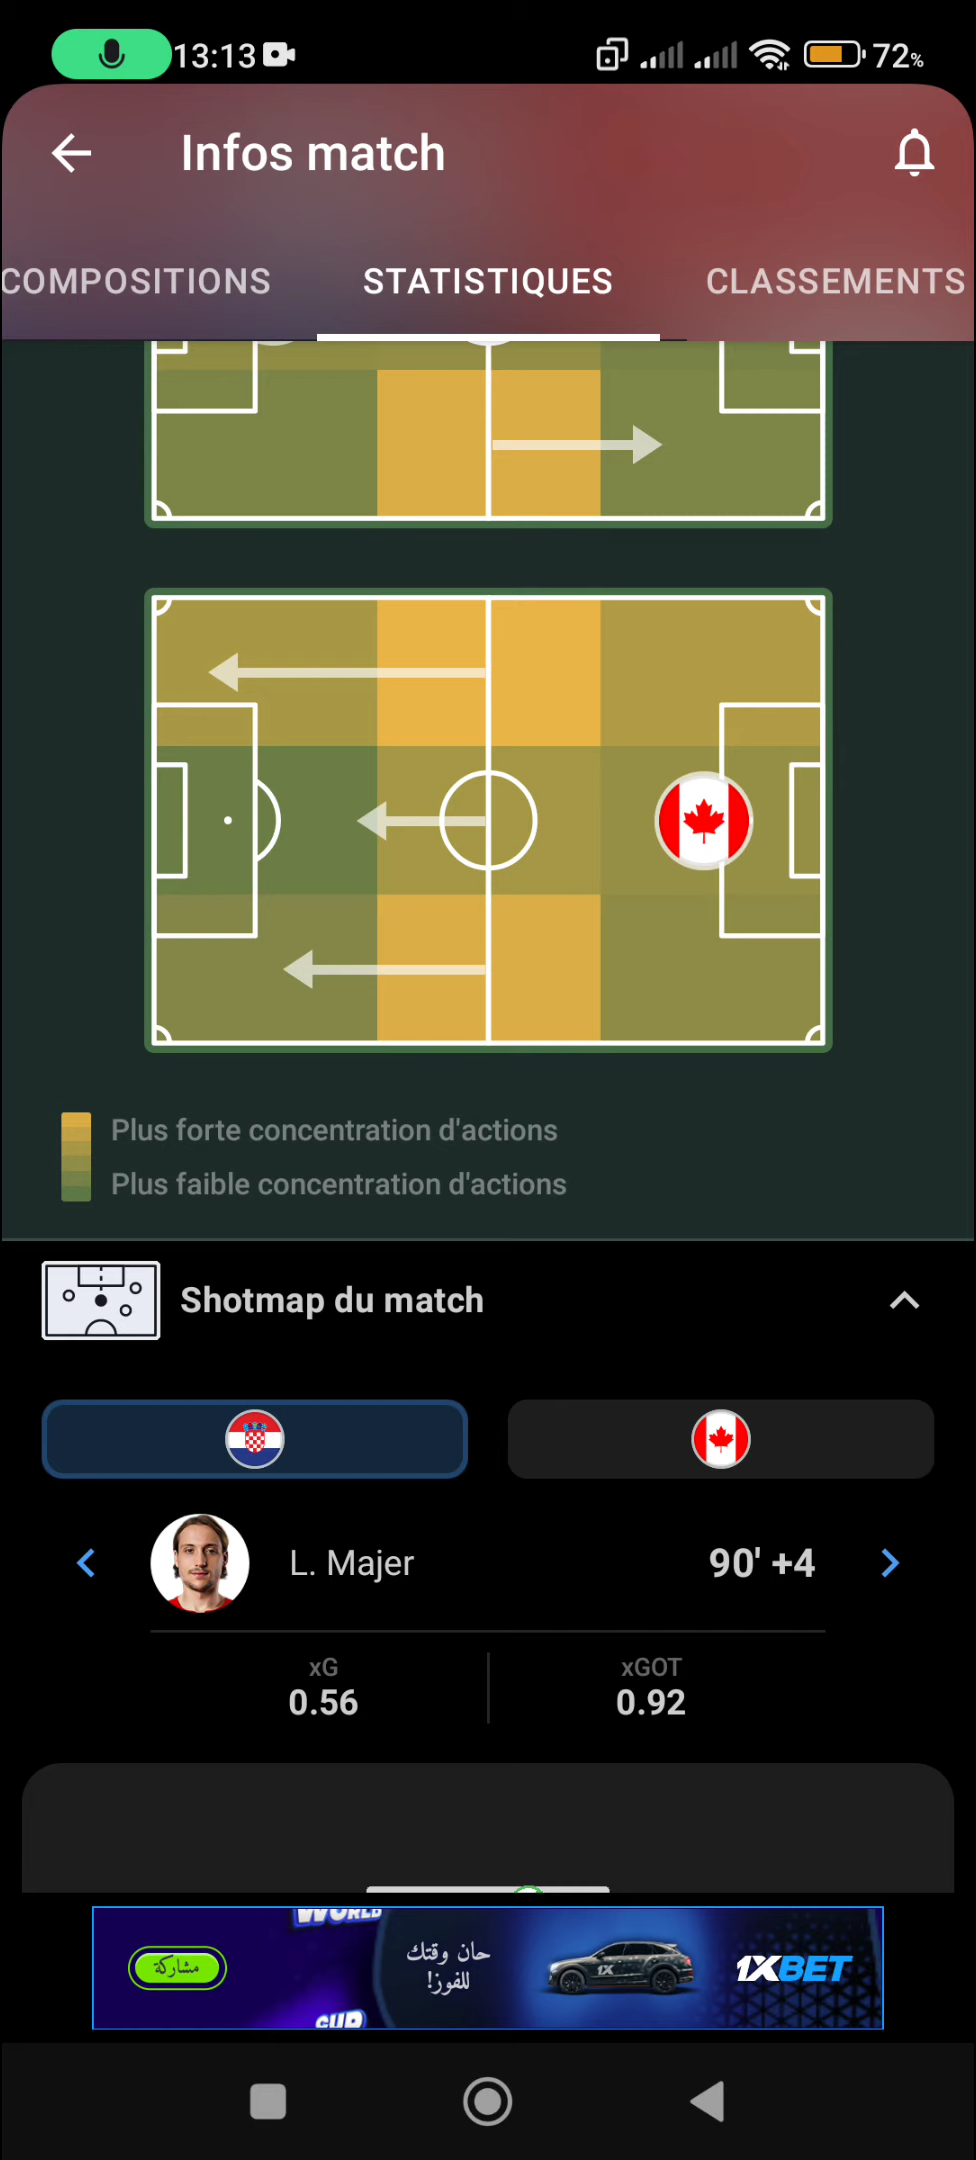 13:13
72%
Infos match
COMPOSITIONS
STATISTIQUES
CLASSEMENTS
Plus forte concentration d'actions
Plus faible concentration d'actions
Shotmap du match
L. Majer
90' +4
xG
0.56
xGOT
0.92
WORLD
مشاركة
حان وقتك
للفوز!
1X
1XBET
CUP